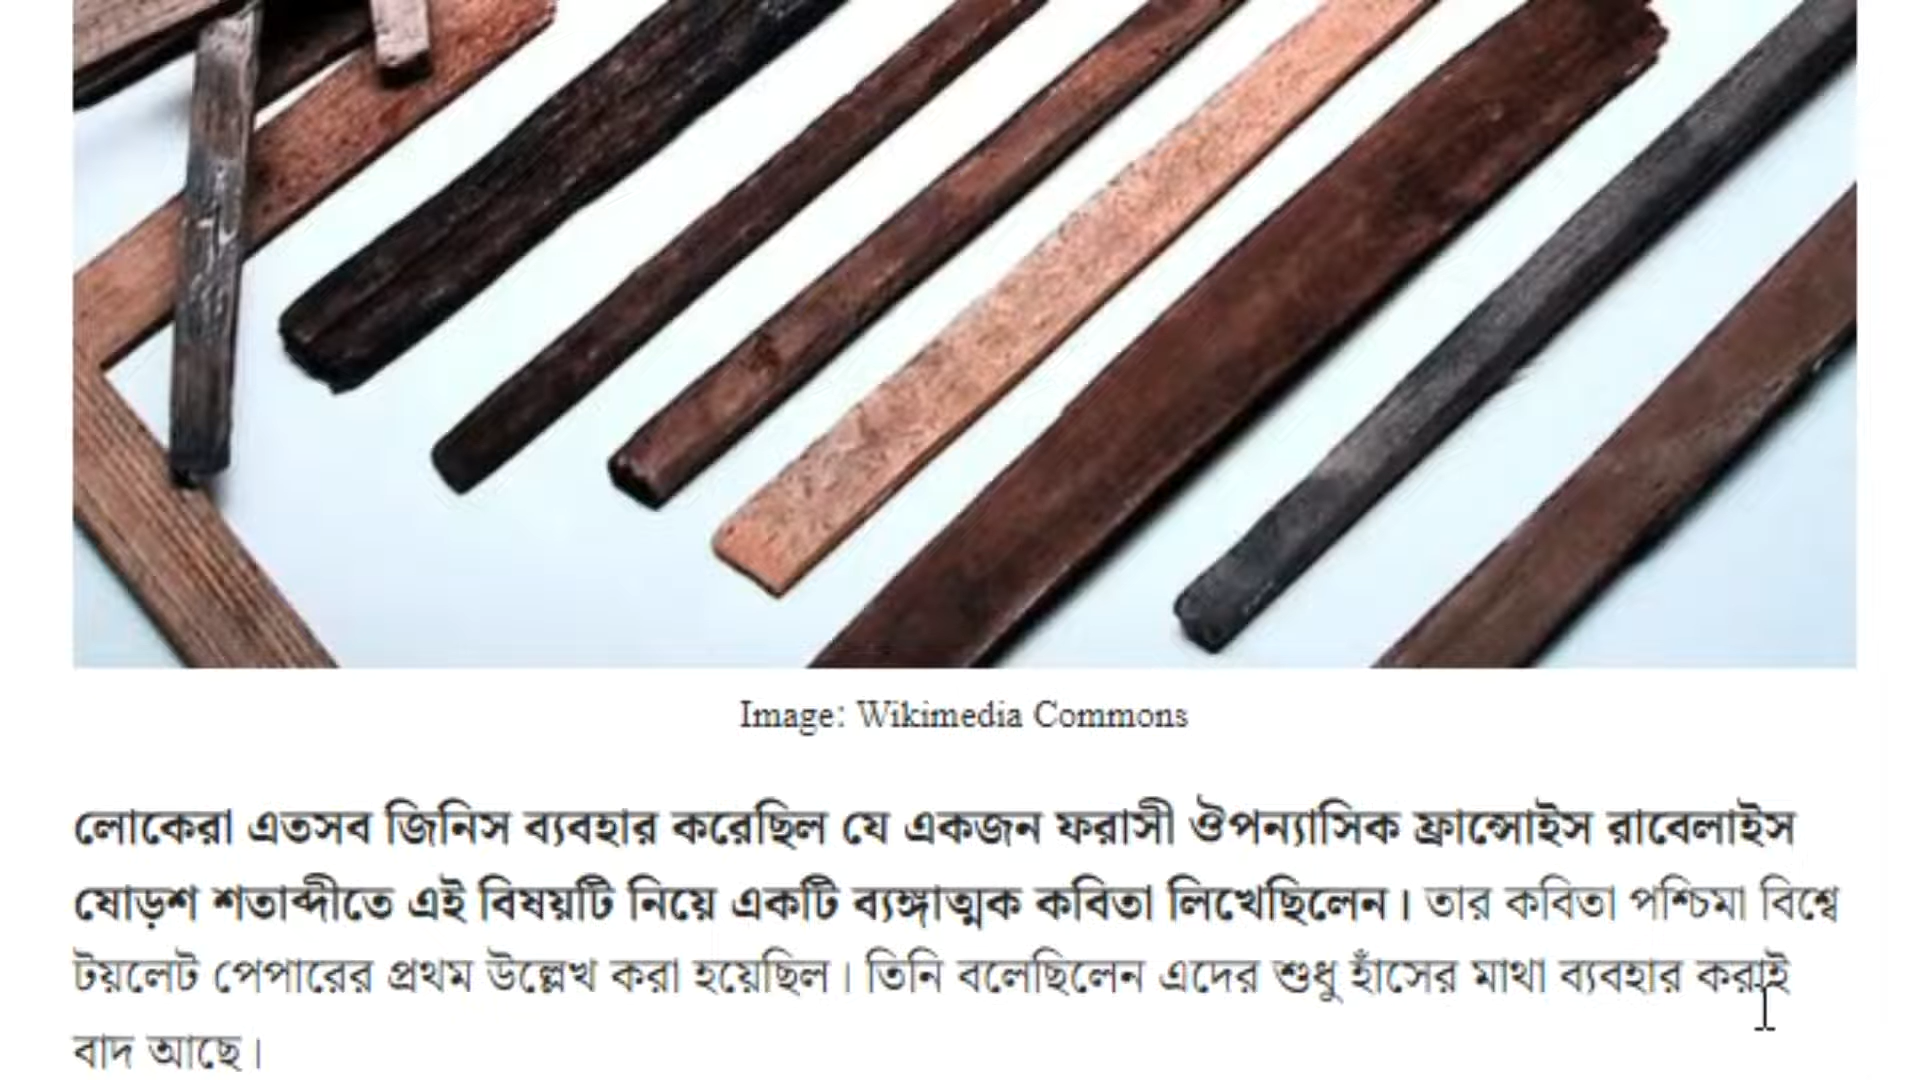 Image: Wikimedia Commons
লোকেরা এতসব জিনিস ব্যবহার করেছিল যে একজন ফরাসী ঔপন্যাসিক ফ্রান্সোইস রাবেলাইস
ষোড়শ শতাব্দীতে এই বিষয়টি নিয়ে একটি ব্যঙ্গাত্মক কবিতা লিখেছিলেন। তার কবিতা পশ্চিমা বিশ্বে
টয়লেট পেপারের প্রথম উল্লেখ করা হয়েছিল। তিনি বলেছিলেন এদের শুধু হাঁসের মাথা ব্যবহার করাই
বাদ আছে।